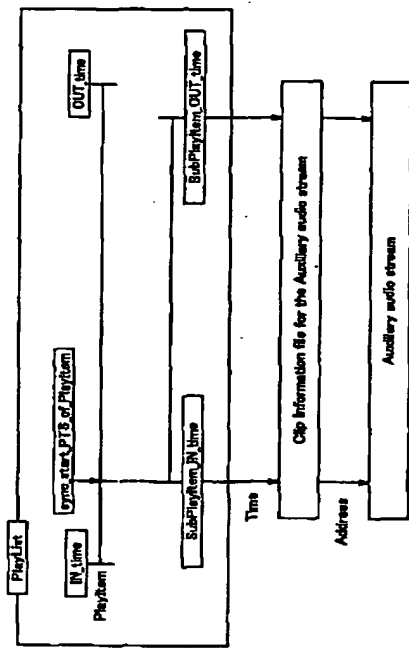 PlayList
IN_time
sync_start_PTS_of_PlayItem
OUT_time
PlayItem
SubPlayItem_IN_time
SubPlayItem_OUT_time
Time
Clip Information file for the Auxiliary audio stream
Address
Auxiliary audio stream